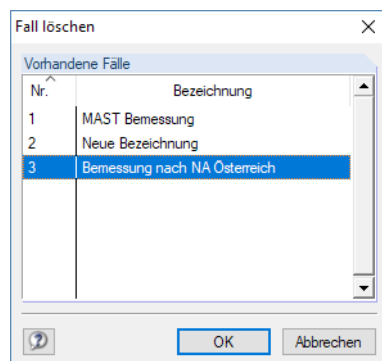 Fall löschen
Vorhandene Fälle
Nr. Bezeichnung
1 MAST Bemessung
2 Neue Bezeichnung
3 Bemessung nach NA Österreich
OK Abbrechen